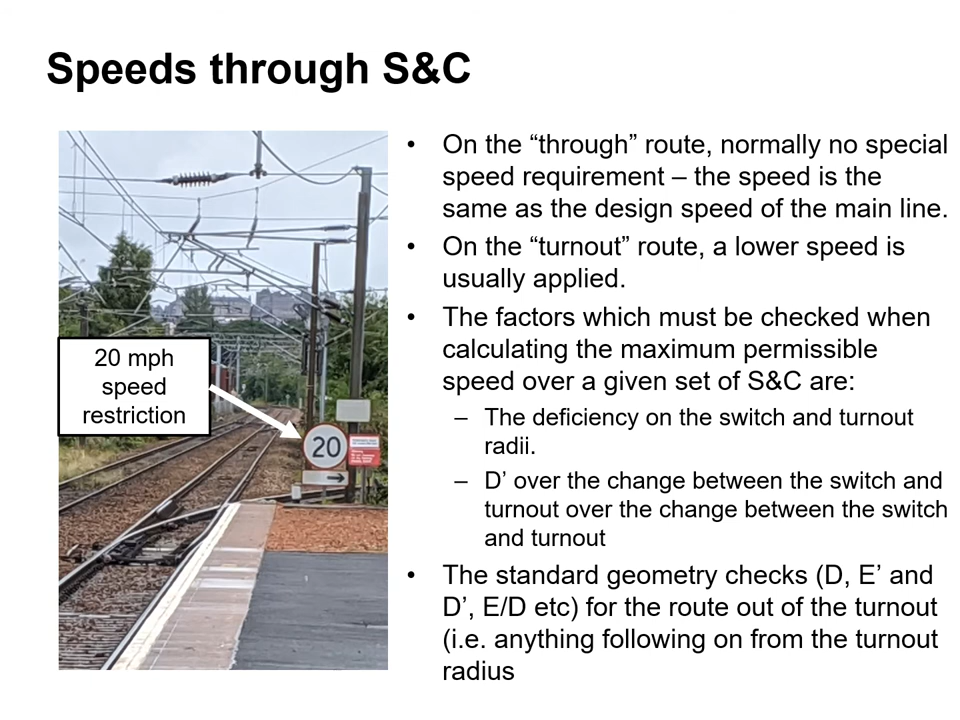 Speeds through S&C
• On the “through” route, normally no special
speed requirement – the speed is the
same as the design speed of the main line.
• On the “turnout” route, a lower speed is
usually applied.
• The factors which must be checked when
calculating the maximum permissible
speed over a given set of S&C are:
– The deficiency on the switch and turnout
radii.
– D’ over the change between the switch and
turnout over the change between the switch
and turnout
• The standard geometry checks (D, E’ and
D’, E/D etc) for the route out of the turnout
(i.e. anything following on from the turnout
radius
20 mph
speed
restriction
20